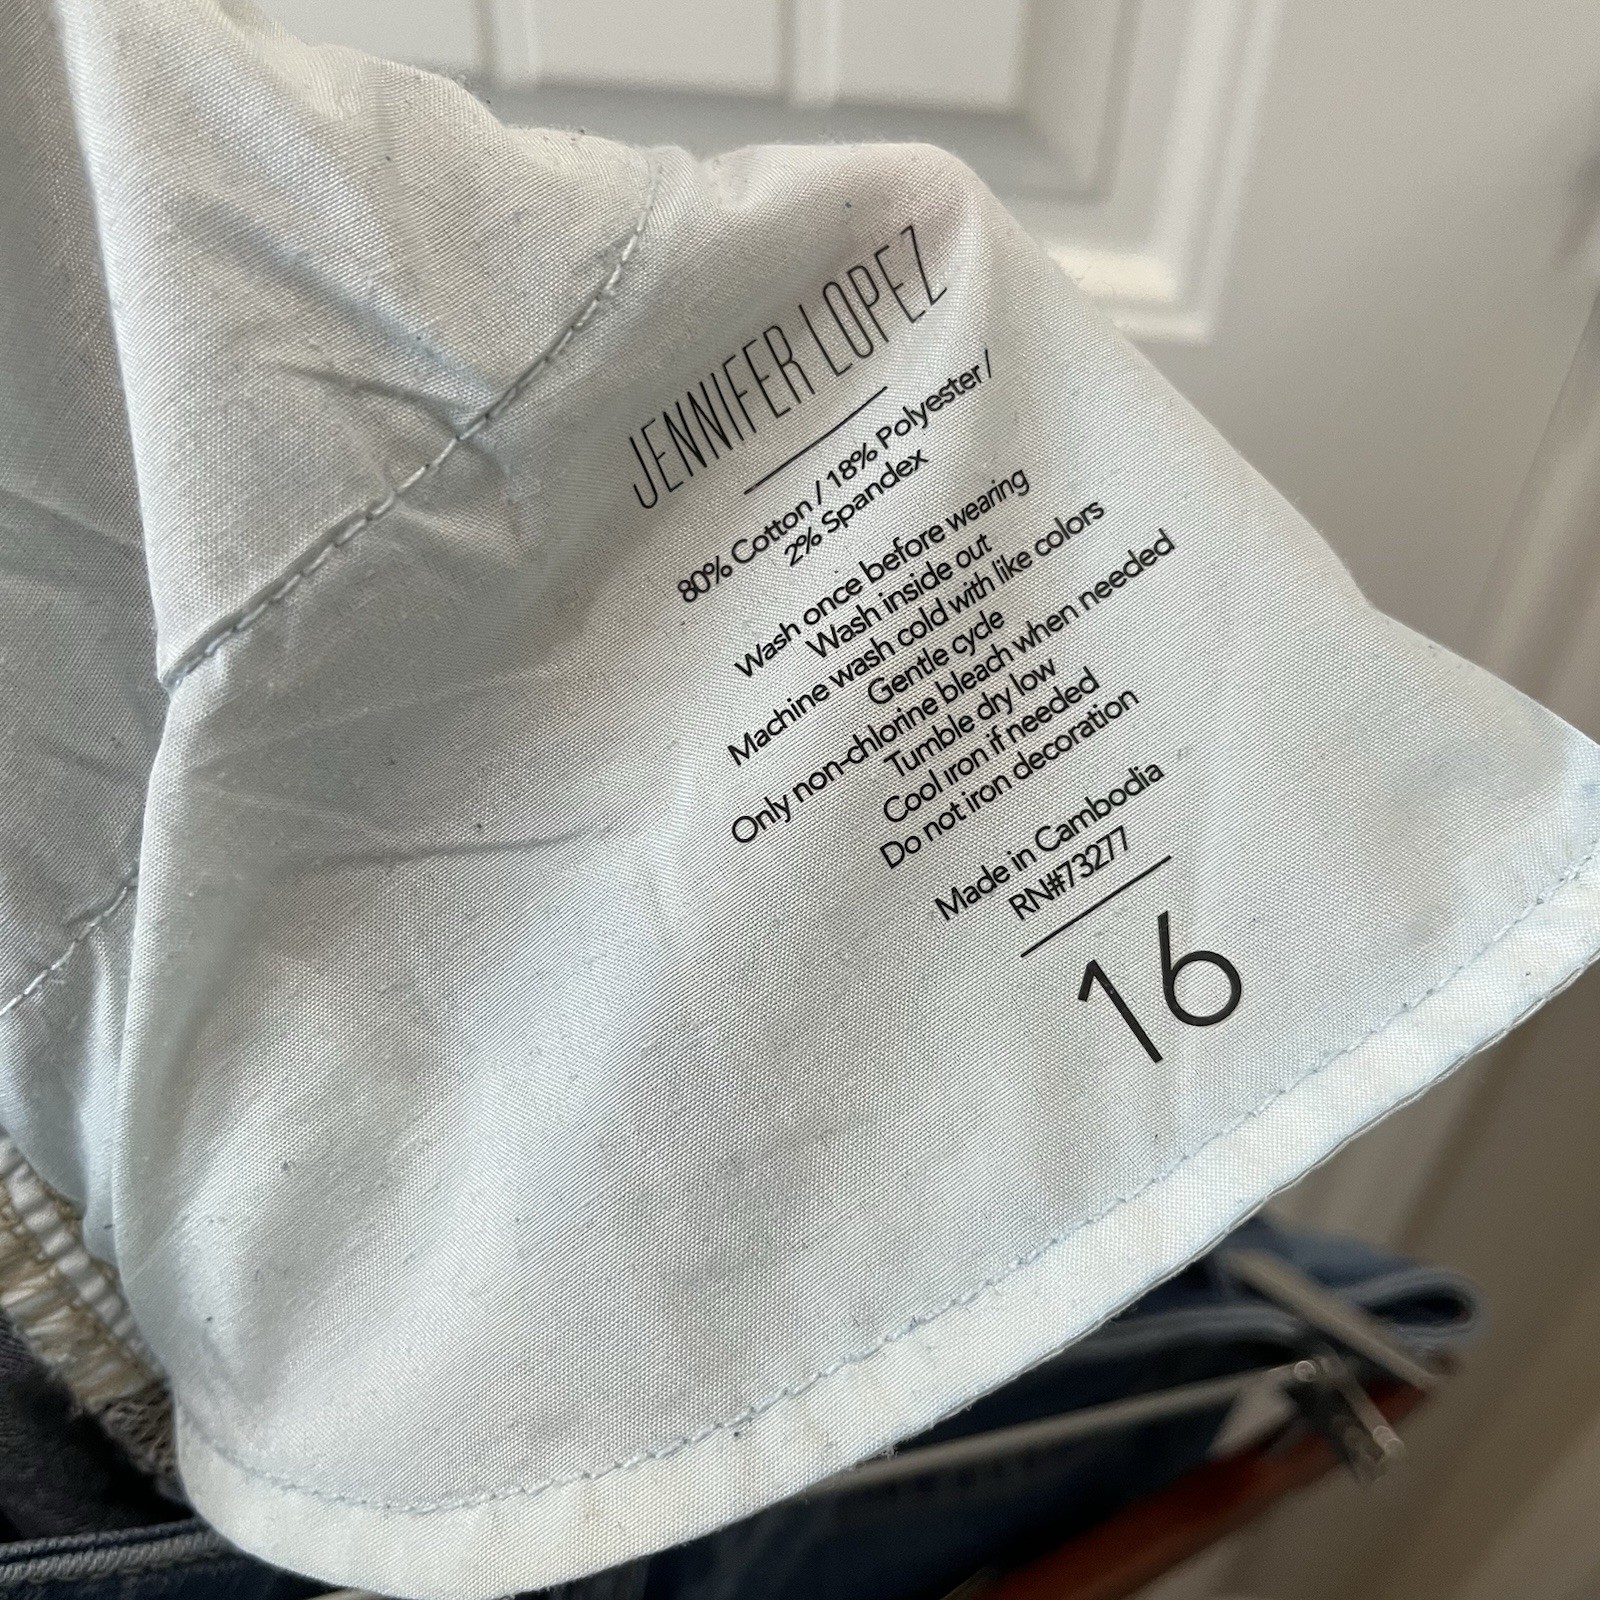 JENNIFER LOPEZ
80% Cotton / 18% Polyester /
2% Spandex
Wash once before wearing
Wash inside out
Machine wash cold with like colors
Gentle cycle
Only non-chlorine bleach when needed
Tumble dry low
Cool iron if needed
Do not iron decoration
Made in Cambodia
RN#73277
16